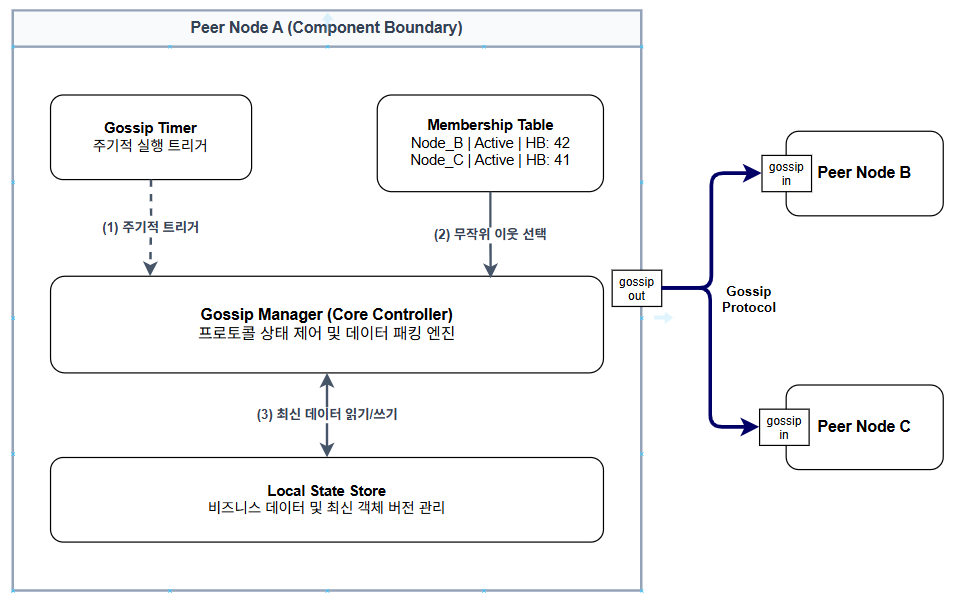 Peer Node A (Component Boundary)
Gossip Timer
주기적 실행 트리거
Membership Table
Node_B | Active | HB: 42
Node_C | Active | HB: 41
(1) 주기적 트리거
(2) 무작위 이웃 선택
Gossip Manager (Core Controller)
프로토콜 상태 제어 및 데이터 패킹 엔진
(3) 최신 데이터 읽기/쓰기
Local State Store
비즈니스 데이터 및 최신 객체 버전 관리
gossip
out
Gossip
Protocol
gossip
in
Peer Node B
gossip
in
Peer Node C